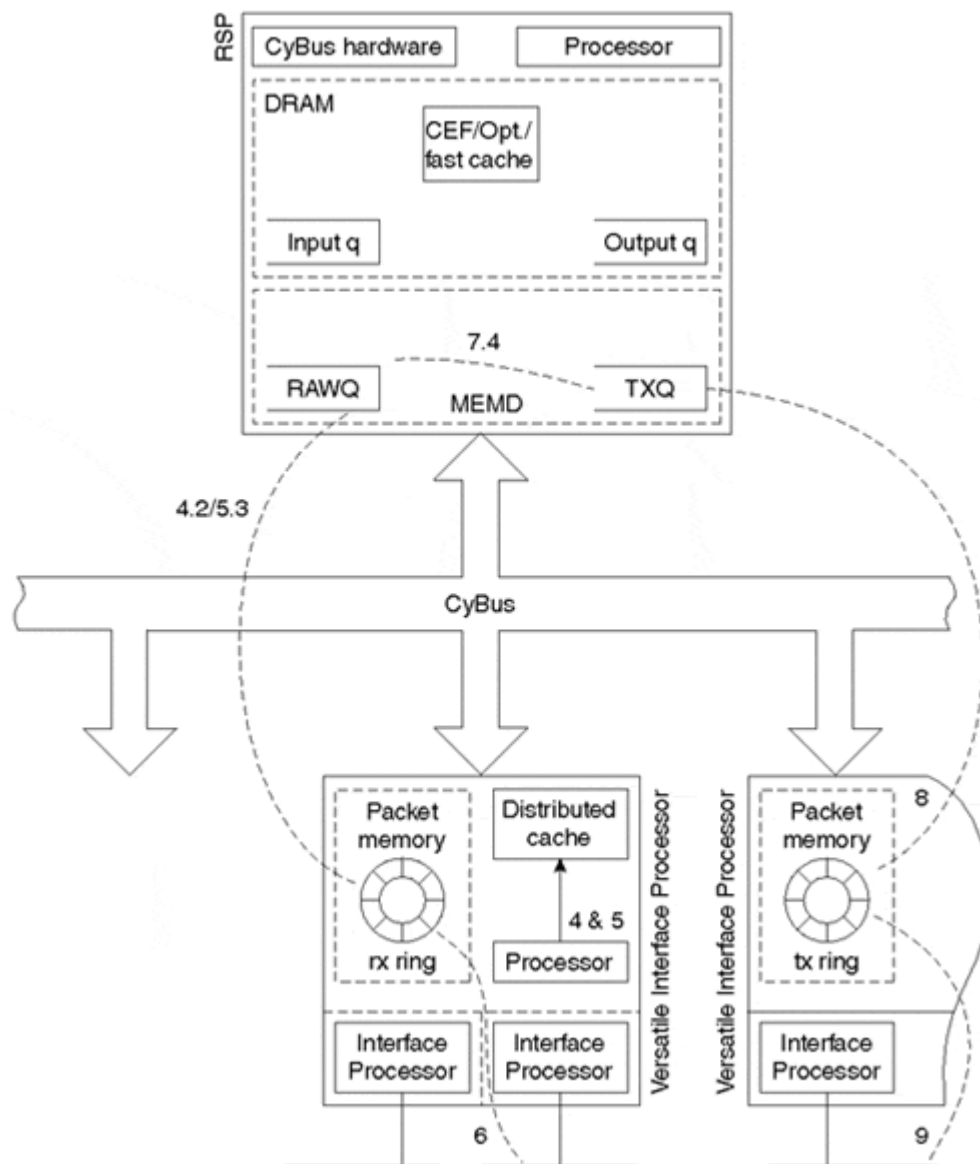 RSP
CyBus hardware
Processor
DRAM
CEF/Opt./
fast cache
Input q
Output q
7.4
RAWQ
TXQ
MEMD
4.2/5.3
CyBus
Packet
memory
rx ring
Distributed
cache
4 & 5
Processor
Versatile Interface Processor
Interface
Processor
Interface
Processor
6
Versatile Interface Processor
8
Packet
memory
tx ring
Interface
Processor
9